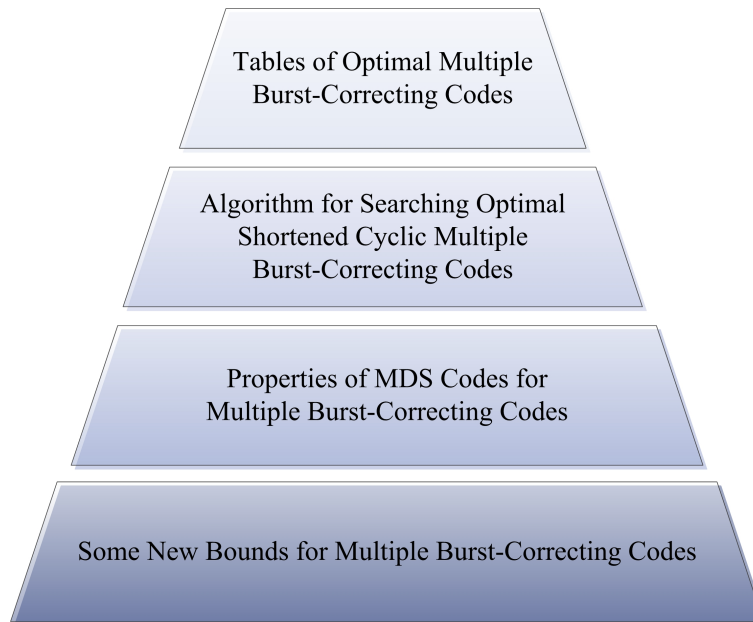 Tables of Optimal Multiple
Burst-Correcting Codes
Algorithm for Searching Optimal
Shortened Cyclic Multiple
Burst-Correcting Codes
Properties of MDS Codes for
Multiple Burst-Correcting Codes
Some New Bounds for Multiple Burst-Correcting Codes